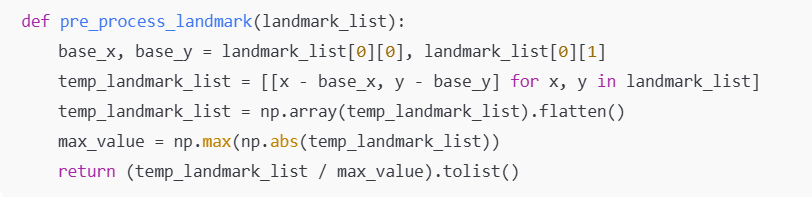 def pre_process_landmark(landmark_list):
    base_x, base_y = landmark_list[0][0], landmark_list[0][1]
    temp_landmark_list = [[x - base_x, y - base_y] for x, y in landmark_list]
    temp_landmark_list = np.array(temp_landmark_list).flatten()
    max_value = np.max(np.abs(temp_landmark_list))
    return (temp_landmark_list / max_value).tolist()